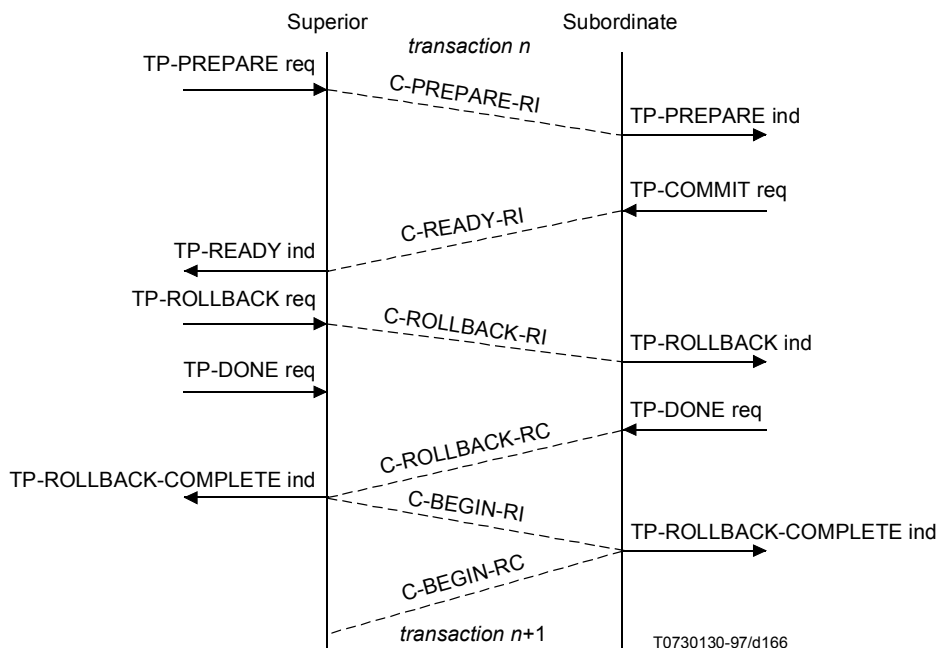 Superior
Subordinate
transaction n
TP-PREPARE req
C-PREPARE-RI
TP-PREPARE ind
TP-COMMIT req
C-READY-RI
TP-READY ind
TP-ROLLBACK req
C-ROLLBACK-RI
TP-ROLLBACK ind
TP-DONE req
TP-DONE req
C-ROLLBACK-RC
TP-ROLLBACK-COMPLETE ind
C-BEGIN-RI
TP-ROLLBACK-COMPLETE ind
C-BEGIN-RC
transaction n+1
T0730130-97/d166